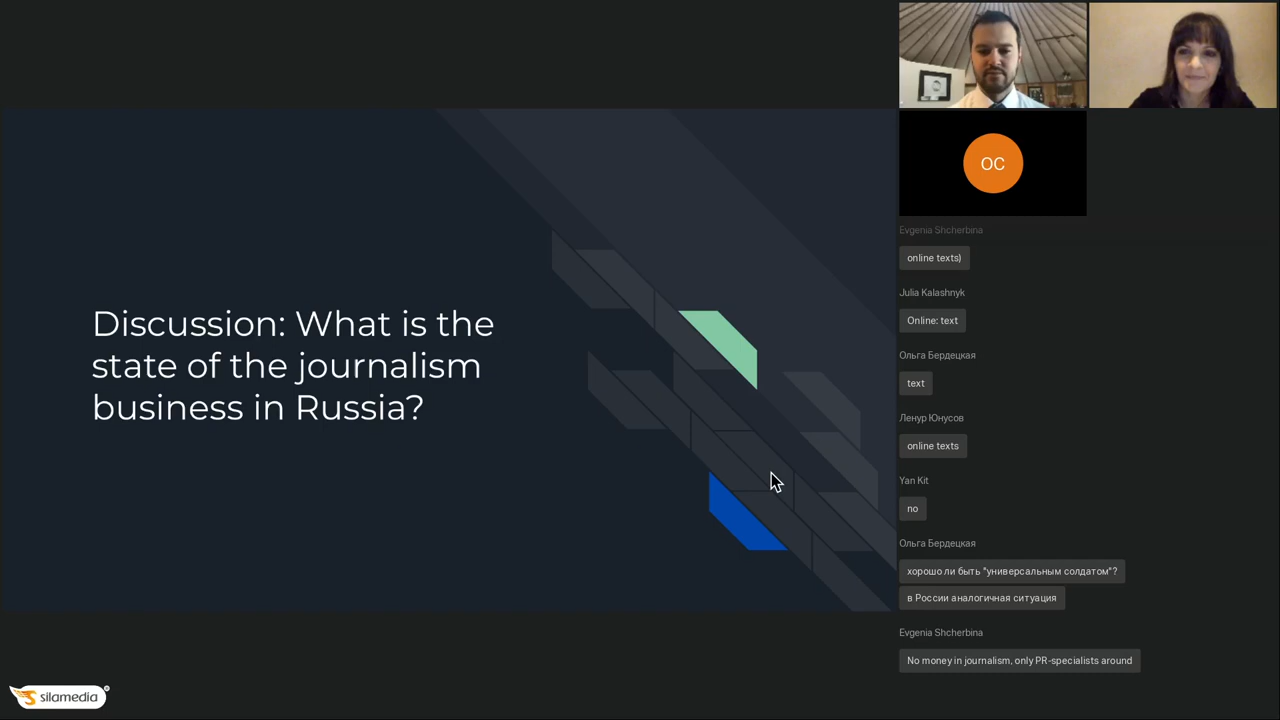 Discussion: What is the
state of the journalism
business in Russia?
OC
Evgenia Shcherbina
online texts)
Julia Kalashnyk
Online: text
Ольга Бердецкая
text
Ленур Юнусов
online texts
Yan Kit
no
Ольга Бердецкая
хорошо ли быть "универсальным солдатом"?
в России аналогичная ситуация
Evgenia Shcherbina
No money in journalism, only PR-specialists around
silamedia